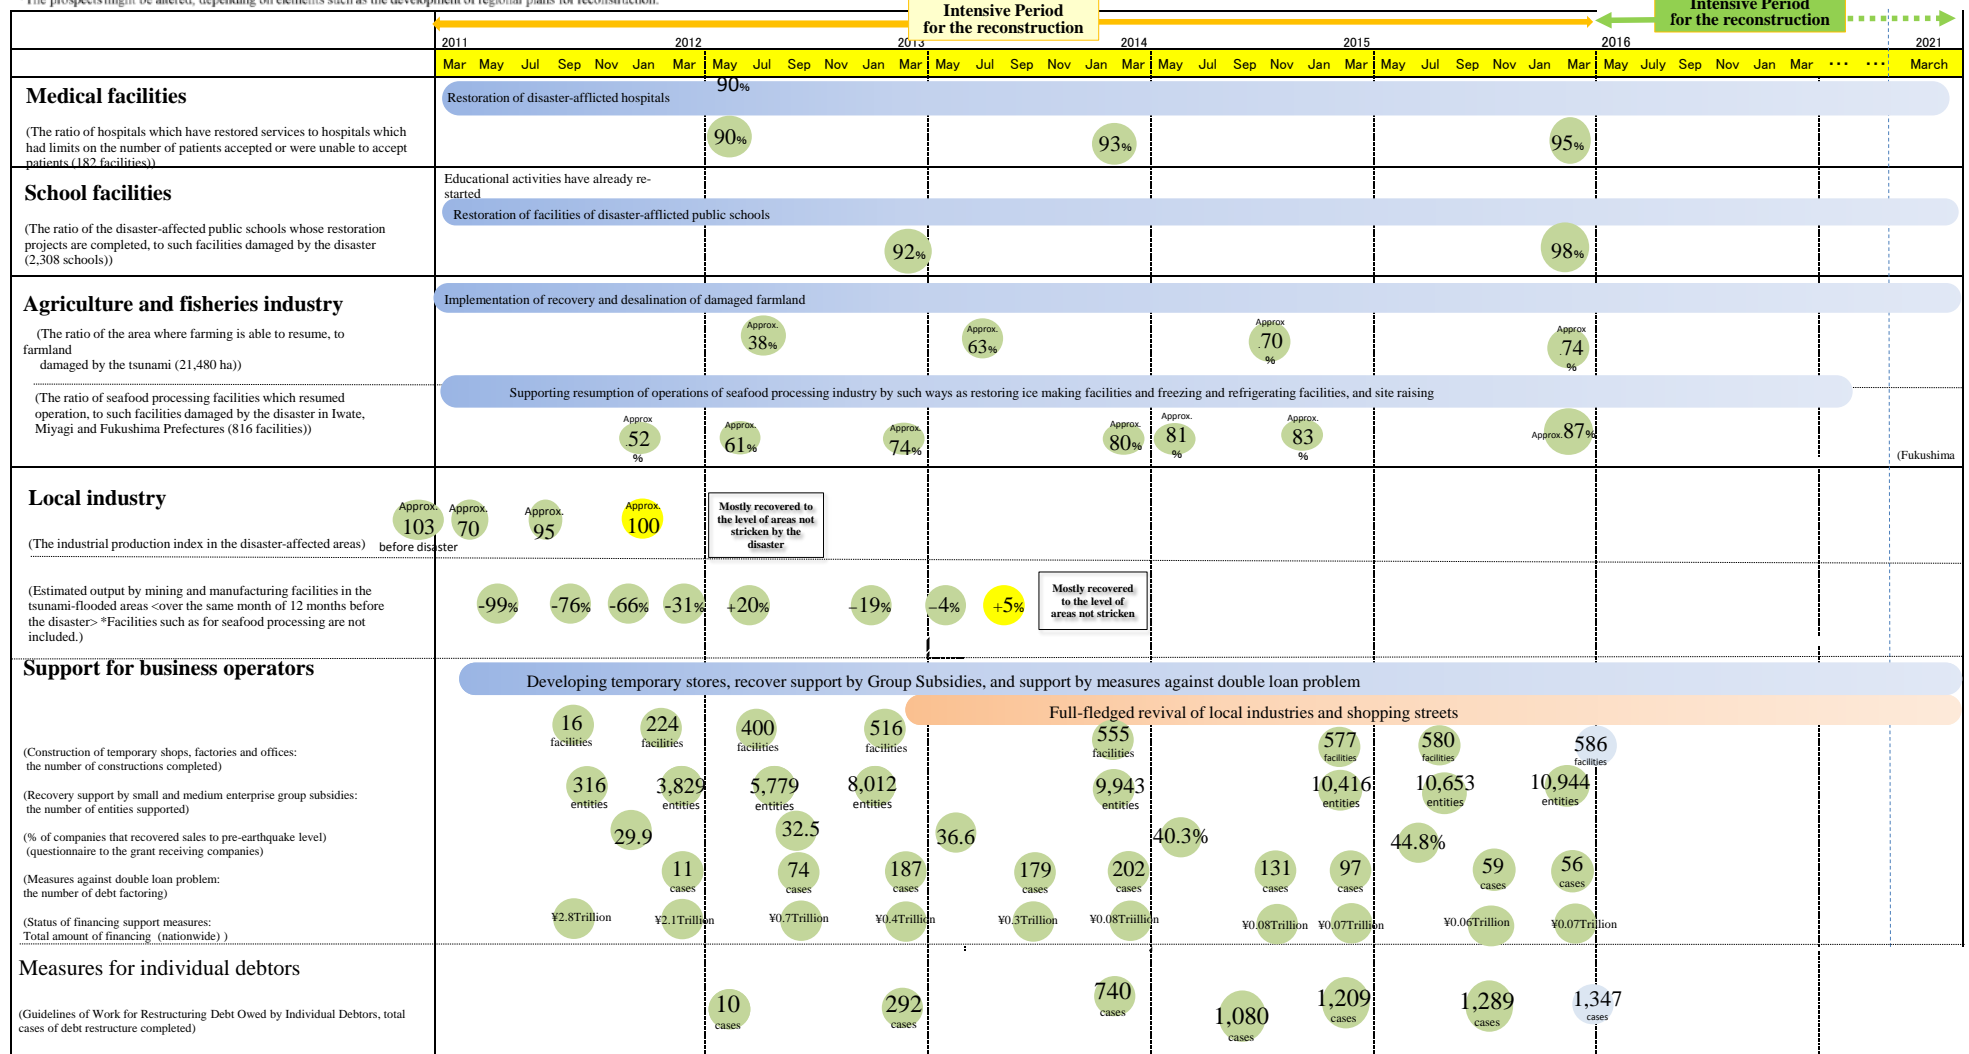 The prospects might be altered, depending on elements such as the development of regional plans for reconstruction.
Intensive Period
for the reconstruction
Intensive Period
for the reconstruction
2011 2012 2013 2014 2015 2016 2021
Mar May Jul Sep Nov Jan Mar May Jul Sep Nov Jan Mar May Jul Sep Nov Jan Mar May Jul Sep Nov Jan Mar May Jul Sep Nov Jan Mar May July Sep Nov Jan Mar ··· ··· March
Medical facilities
(The ratio of hospitals which have restored services to hospitals which
had limits on the number of patients accepted or were unable to accept
patients (182 facilities))
90%
Restoration of disaster-afflicted hospitals
90% 93% 95%
School facilities
(The ratio of the disaster-affected public schools whose restoration
projects are completed, to such facilities damaged by the disaster
(2,308 schools))
Educational activities have already re-
started
Restoration of facilities of disaster-afflicted public schools
92% 98%
Agriculture and fisheries industry
(The ratio of the area where farming is able to resume, to
farmland
damaged by the tsunami (21,480 ha))
Implementation of recovery and desalination of damaged farmland
Approx. Approx. Approx Approx
38% 63% .70 .74
% %
(The ratio of seafood processing facilities which resumed
operation, to such facilities damaged by the disaster in Iwate,
Miyagi and Fukushima Prefectures (816 facilities))
Supporting resumption of operations of seafood processing industry by such ways as restoring ice making facilities and freezing and refrigerating facilities, and site raising
Approx Approx. Approx. Approx. Approx. Approx.
.52 61% 74% 80% 81 83 Approx.87%
% % %
(Fukushima
Local industry
(The industrial production index in the disaster-affected areas)
Approx. Approx. Approx. Approx.
103 70 95 100
before disaster
Mostly recovered to
the level of areas not
stricken by the
disaster
(Estimated output by mining and manufacturing facilities in the
tsunami-flooded areas <over the same month of 12 months before
the disaster> *Facilities such as for seafood processing are not
included.)
-99% -76% -66% -31% +20% −19% −4% +5%
Mostly recovered
to the level of
areas not stricken
Support for business operators
Developing temporary stores, recover support by Group Subsidies, and support by measures against double loan problem
Full-fledged revival of local industries and shopping streets
(Construction of temporary shops, factories and offices:
the number of constructions completed)
16 224 400 516 555 577 580 586
facilities facilities facilities facilities facilities facilities facilities facilities
(Recovery support by small and medium enterprise group subsidies:
the number of entities supported)
316 3,829 5,779 8,012 9,943 10,416 10,653 10,944
entities entities entities entities entities entities entities entities
(% of companies that recovered sales to pre-earthquake level)
(questionnaire to the grant receiving companies)
29.9 32.5 36.6 40.3% 44.8%
(Measures against double loan problem:
the number of debt factoring)
11 74 187 179 202 131 97 59 56
cases cases cases cases cases cases cases cases cases
(Status of financing support measures:
Total amount of financing (nationwide) )
¥2.8Trillion ¥2.1Trillion ¥0.7Trillion ¥0.4Trillion ¥0.3Trillion ¥0.08Triillion ¥0.08Trillion ¥0.07Trillion ¥0.06Trillion ¥0.07Trillion
Measures for individual debtors
(Guidelines of Work for Restructuring Debt Owed by Individual Debtors, total
cases of debt restructure completed)
10 292 740 1,080 1,209 1,289 1,347
cases cases cases cases cases cases cases